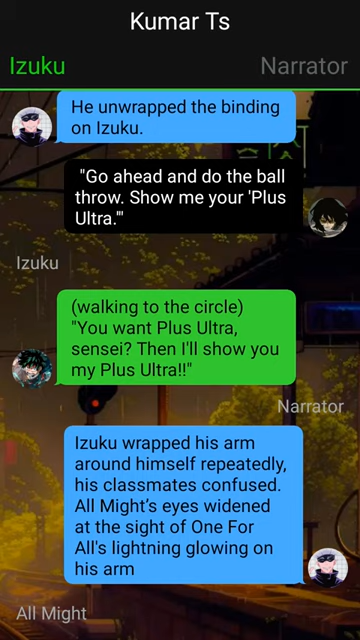 Kumar Ts
Izuku
Narrator
He unwrapped the binding
on Izuku.
"Go ahead and do the ball
throw. Show me your 'Plus
Ultra.'"
Izuku
(walking to the circle)
"You want Plus Ultra,
sensei? Then I'll show you
my Plus Ultra!!"
Narrator
Izuku wrapped his arm
around himself repeatedly,
his classmates confused.
All Might’s eyes widened
at the sight of One For
All's lightning glowing on
his arm
All Might